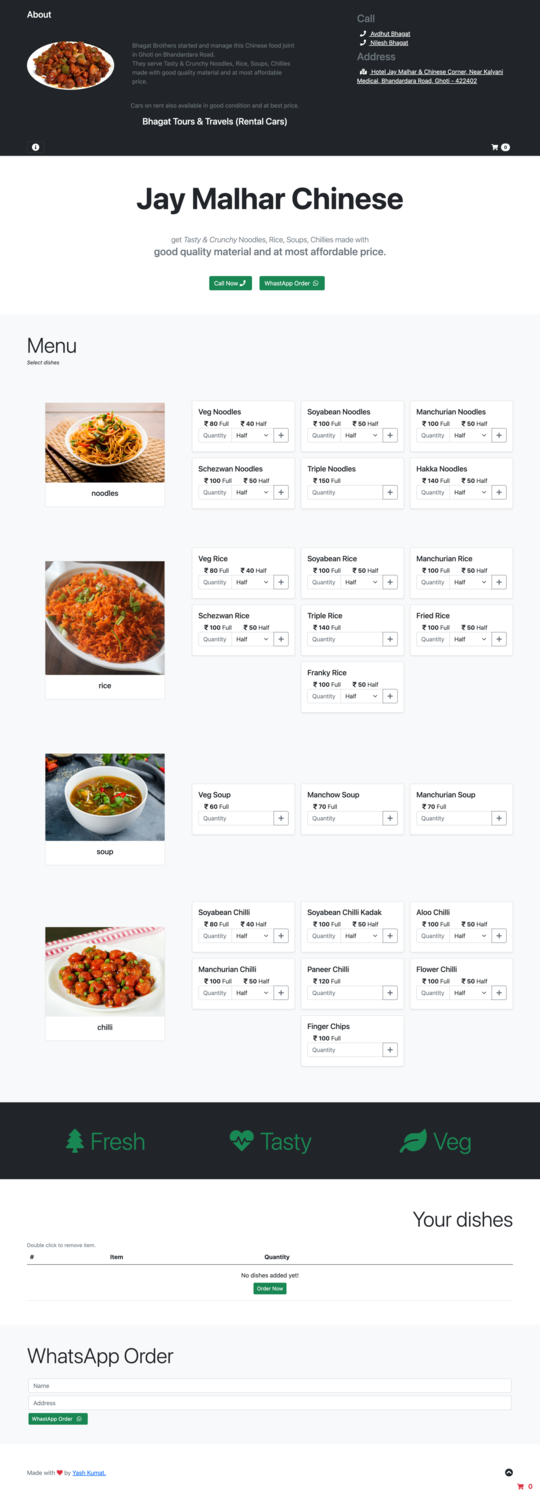 About
Bhagat Brothers started and manage this Chinese food joint
in Ghoti on Bhandardara Road.
They serve Tasty & Crunchy Noodles, Rice, Soups, Chillies
made with good quality material and at most affordable
price.
Cars on rent also available in good condition and at best price.
Bhagat Tours & Travels (Rental Cars)
Call
Avdhut Bhagat
Nilesh Bhagat
Address
Hotel Jay Malhar & Chinese Corner, Near Kalyani
Medical, Bhandardara Road, Ghoti - 422402
0
Jay Malhar Chinese
get Tasty & Crunchy Noodles, Rice, Soups, Chillies made with
good quality material and at most affordable price.
Call Now
WhastApp Order
Menu
Select dishes
noodles
Veg Noodles
₹ 80 Full ₹ 40 Half
Quantity Half +
Soyabean Noodles
₹ 100 Full ₹ 50 Half
Quantity Half +
Manchurian Noodles
₹ 100 Full ₹ 50 Half
Quantity Half +
Schezwan Noodles
₹ 100 Full ₹ 50 Half
Quantity Half +
Triple Noodles
₹ 150 Full
Quantity +
Hakka Noodles
₹ 140 Full ₹ 50 Half
Quantity Half +
rice
Veg Rice
₹ 80 Full ₹ 40 Half
Quantity Half +
Soyabean Rice
₹ 100 Full ₹ 50 Half
Quantity Half +
Manchurian Rice
₹ 100 Full ₹ 50 Half
Quantity Half +
Schezwan Rice
₹ 100 Full ₹ 50 Half
Quantity Half +
Triple Rice
₹ 140 Full
Quantity +
Fried Rice
₹ 100 Full ₹ 50 Half
Quantity Half +
Franky Rice
₹ 100 Full ₹ 50 Half
Quantity Half +
soup
Veg Soup
₹ 60 Full
Quantity +
Manchow Soup
₹ 70 Full
Quantity +
Manchurian Soup
₹ 70 Full
Quantity +
chilli
Soyabean Chilli
₹ 80 Full ₹ 40 Half
Quantity Half +
Soyabean Chilli Kadak
₹ 100 Full ₹ 50 Half
Quantity Half +
Aloo Chilli
₹ 100 Full ₹ 50 Half
Quantity Half +
Manchurian Chilli
₹ 100 Full ₹ 50 Half
Quantity Half +
Paneer Chilli
₹ 120 Full
Quantity +
Flower Chilli
₹ 100 Full ₹ 50 Half
Quantity Half +
Finger Chips
₹ 100 Full
Quantity +
Fresh
Tasty
Veg
Your dishes
Double click to remove item.
# Item Quantity
No dishes added yet!
Order Now
WhatsApp Order
Name
Address
WhastApp Order
Made with ❤ by Yash Kumat.
0